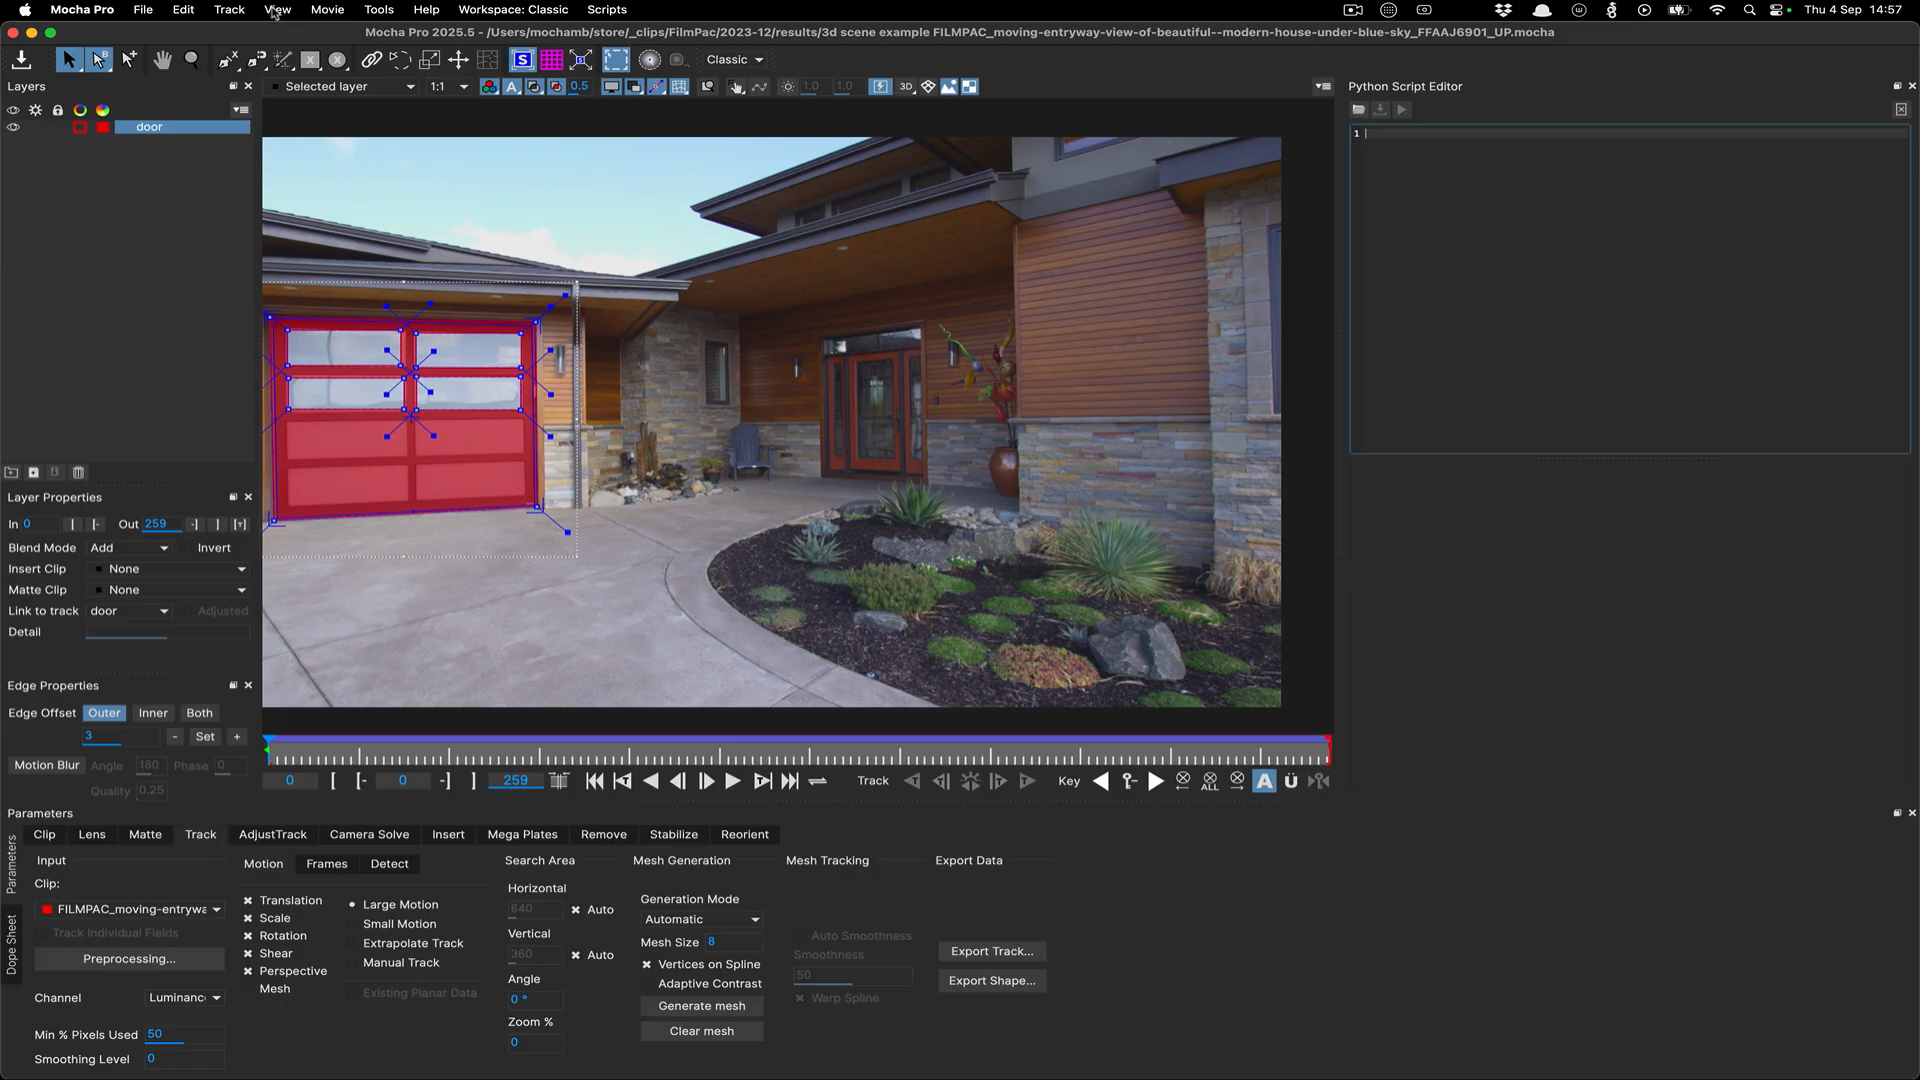 Mocha Pro File Edit Track View Movie Tools Help Workspace: Classic Scripts Thu 4 Sep 14:57
Mocha Pro 2025.5 - /Users/mochamb/store/_clips/FilmPac/2023-12/results/3d scene example FILMPAC_moving-entryway-view-of-beautiful--modern-house-under-blue-sky_FFAAJ6901_UP.mocha
Classic
Layers
Selected layer 1:1 0.5 1.0 1.0 3D
Python Script Editor
door
1
Layer Properties
In 0 Out 259
Blend Mode Add Invert
Insert Clip None
Matte Clip None
Link to track door Adjusted
Detail
Edge Properties
Edge Offset Outer Inner Both
3 - Set +
Motion Blur Angle 180 Phase 0
Quality 0.25
0 0 259 Track Key ALL A Ü
Parameters
Clip Lens Matte Track AdjustTrack Camera Solve Insert Mega Plates Remove Stabilize Reorient
Parameters
Dope Sheet
Input
Clip:
FILMPAC_moving-entrywa
Track Individual Fields
Preprocessing...
Channel Luminanc
Min % Pixels Used 50
Smoothing Level 0
Motion Frames Detect
Translation
Scale
Rotation
Shear
Perspective
Mesh
Large Motion
Small Motion
Extrapolate Track
Manual Track
Existing Planar Data
Search Area
Horizontal
640 Auto
Vertical
360 Auto
Angle
0 °
Zoom %
0
Mesh Generation
Generation Mode
Automatic
Mesh Size 8
Vertices on Spline
Adaptive Contrast
Generate mesh
Clear mesh
Mesh Tracking
Auto Smoothness
Smoothness
50
Warp Spline
Export Data
Export Track...
Export Shape...